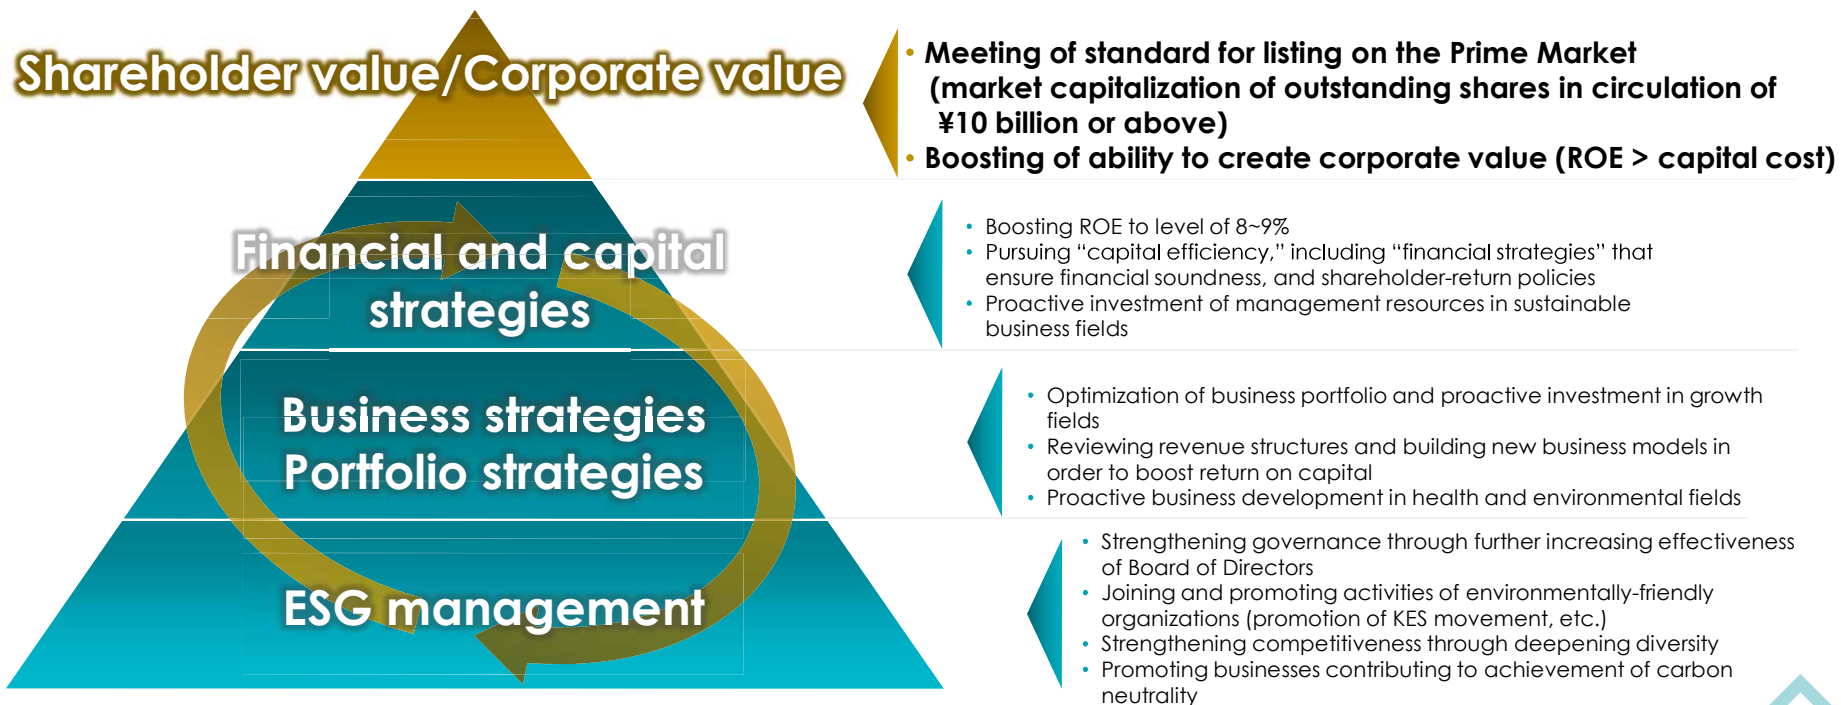 Shareholder value/Corporate value
• Meeting of standard for listing on the Prime Market
(market capitalization of outstanding shares in circulation of
¥10 billion or above)
• Boosting of ability to create corporate value (ROE > capital cost)
Financial and capital
strategies
• Boosting ROE to level of 8~9%
• Pursuing “capital efficiency,” including “financial strategies” that
ensure financial soundness, and shareholder-return policies
• Proactive investment of management resources in sustainable
business fields
Business strategies
Portfolio strategies
• Optimization of business portfolio and proactive investment in growth
fields
• Reviewing revenue structures and building new business models in
order to boost return on capital
• Proactive business development in health and environmental fields
ESG management
• Strengthening governance through further increasing effectiveness
of Board of Directors
• Joining and promoting activities of environmentally-friendly
organizations (promotion of KES movement, etc.)
• Strengthening competitiveness through deepening diversity
• Promoting businesses contributing to achievement of carbon
neutrality